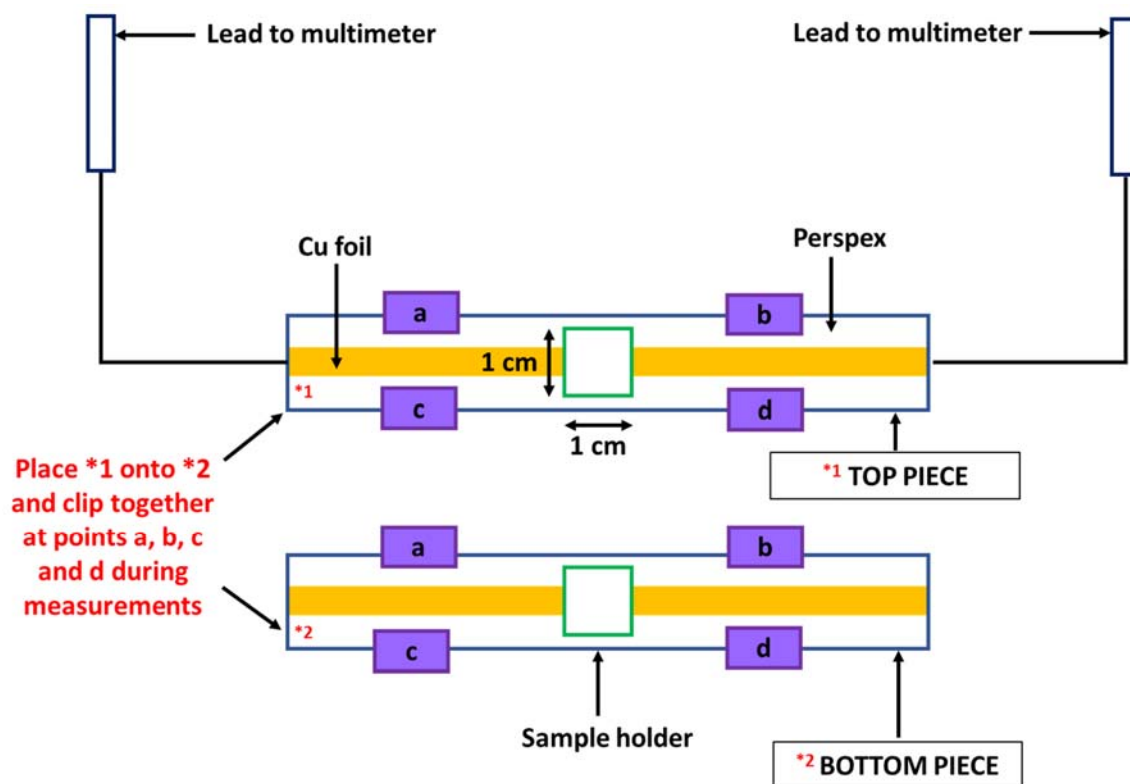 Lead to multimeter
Lead to multimeter
Cu foil
Perspex
a
b
1 cm
*1
c
d
1 cm
*1 TOP PIECE
Place *1 onto *2
and clip together
at points a, b, c
and d during
measurements
a
b
*2
c
d
Sample holder
*2 BOTTOM PIECE